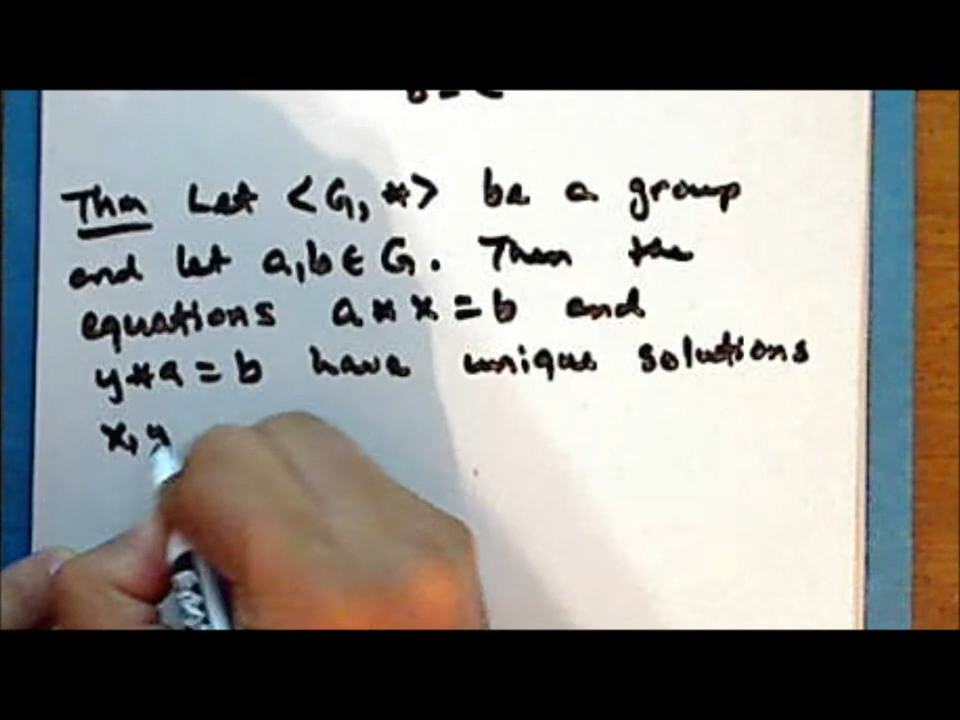 b = c
Thm Let <G, *> be a group
and let a, b ∈ G. Then the
equations a * x = b and
y * a = b have unique solutions
x, y